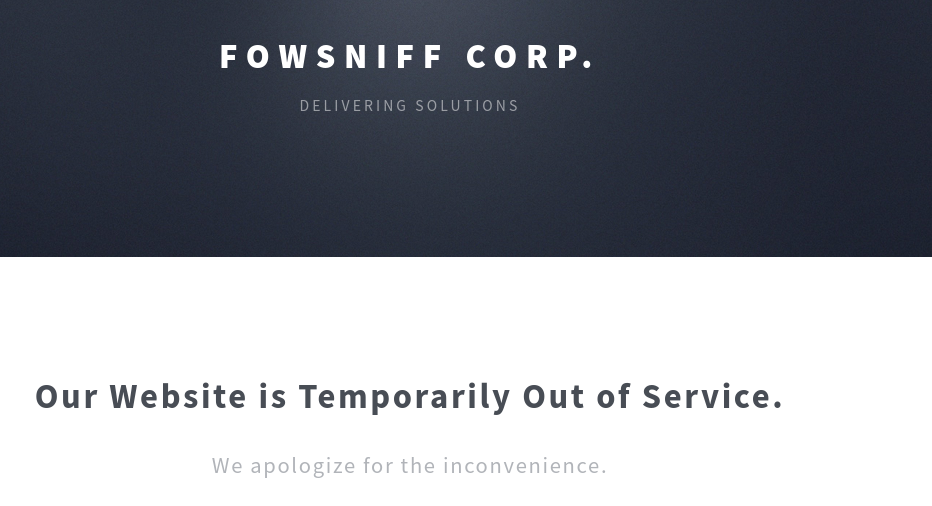 FOWSNIFF CORP.
DELIVERING SOLUTIONS
Our Website is Temporarily Out of Service.
We apologize for the inconvenience.